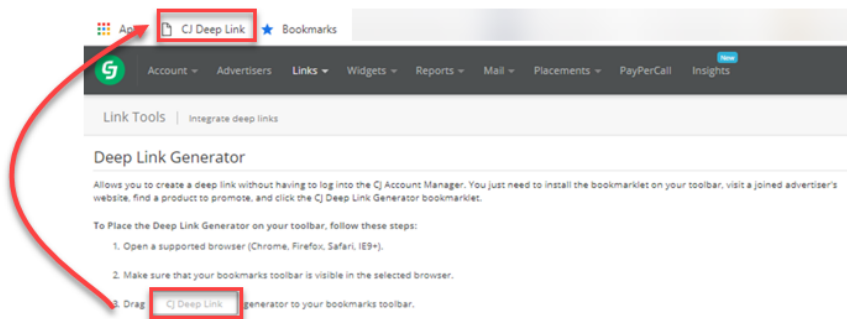 CJ Deep Link Bookmarks
New
Account Advertisers Links Widgets Reports Mail Placements PayPerCall Insights
Link Tools | Integrate deep links
Deep Link Generator
Allows you to create a deep link without having to log into the CJ Account Manager. You just need to install the bookmarklet on your toolbar, visit a joined advertiser's
website, find a product to promote, and click the CJ Deep Link Generator bookmarklet.
To Place the Deep Link Generator on your toolbar, follow these steps:
1. Open a supported browser (Chrome, Firefox, Safari, IE9+).
2. Make sure that your bookmarks toolbar is visible in the selected browser.
3. Drag CJ Deep Link generator to your bookmarks toolbar.